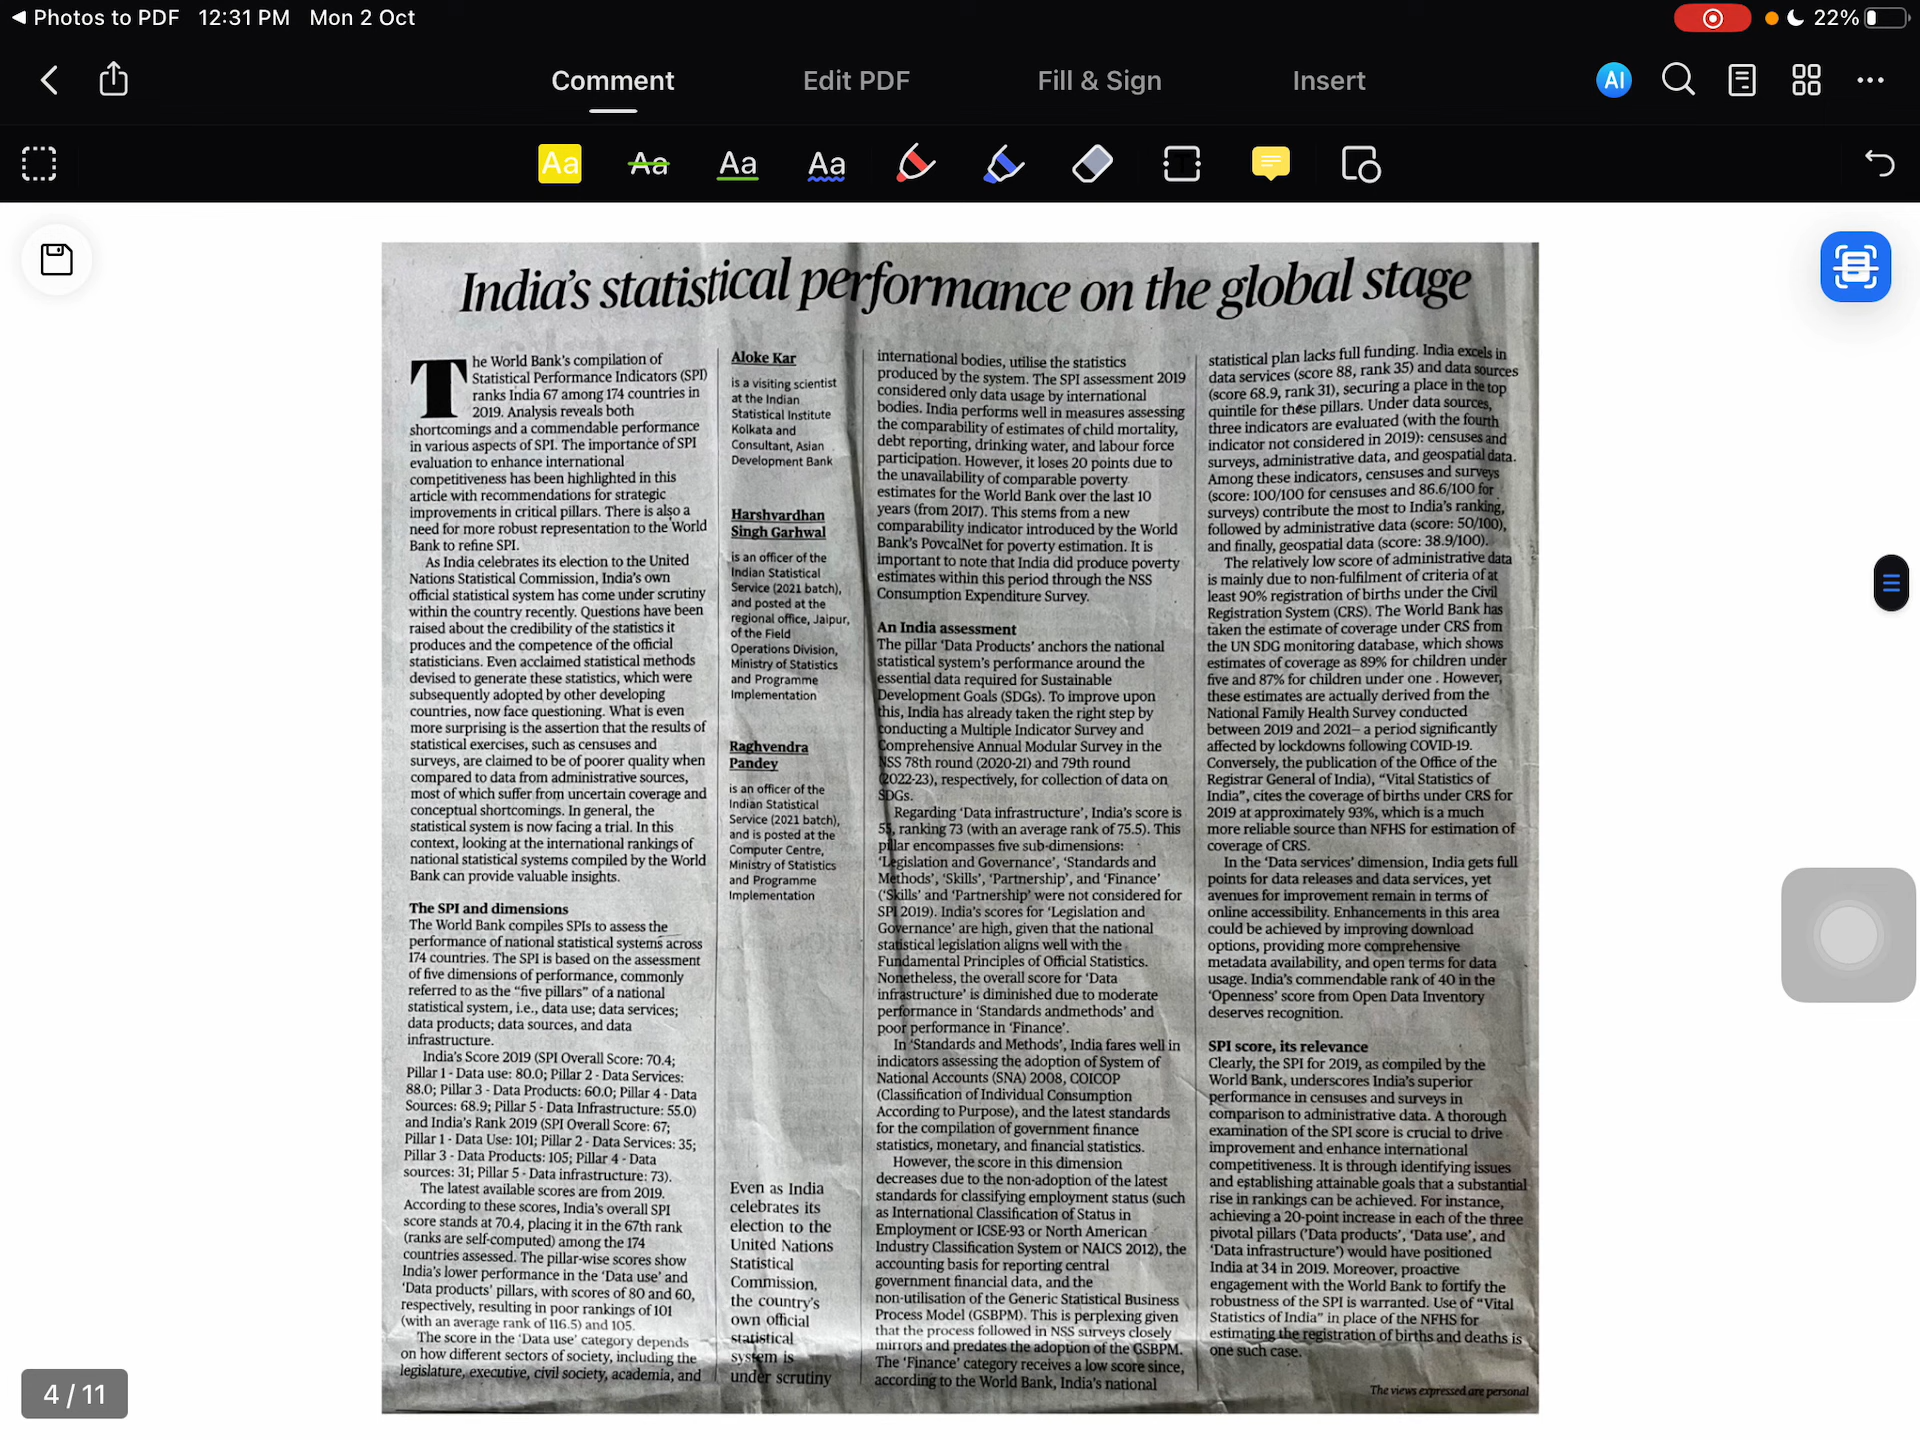 Photos to PDF 12:31 PM Mon 2 Oct
22%
Comment
Edit PDF
Fill & Sign
Insert
AI
Aa
Aa
Aa
Aa
T
India's statistical performance on the global stage
The World Bank's compilation of
Statistical Performance Indicators (SPI)
ranks India 67 among 174 countries in
2019. Analysis reveals both
shortcomings and a commendable performance
in various aspects of SPI. The importance of SPI
evaluation to enhance international
competitiveness has been highlighted in this
article with recommendations for strategic
improvements in critical pillars. There is also a
need for more robust representation to the World
Bank to refine SPI.
As India celebrates its election to the United
Nations Statistical Commission, India's own
official statistical system has come under scrutiny
within the country recently. Questions have been
raised about the credibility of the statistics it
produces and the competence of the official
statisticians. Even acclaimed statistical methods
devised to generate these statistics, which were
subsequently adopted by other developing
countries, now face questioning. What is even
more surprising is the assertion that the results of
statistical exercises, such as censuses and
surveys, are claimed to be of poorer quality when
compared to data from administrative sources,
most of which suffer from uncertain coverage and
conceptual shortcomings. In general, the
statistical system is now facing a trial. In this
context, looking at the international rankings of
national statistical systems compiled by the World
Bank can provide valuable insights.
The SPI and dimensions
The World Bank compiles SPIs to assess the
performance of national statistical systems across
174 countries. The SPI is based on the assessment
of five dimensions of performance, commonly
referred to as the "five pillars" of a national
statistical system, i.e., data use; data services;
data products; data sources, and data
infrastructure.
India's Score 2019 (SPI Overall Score: 70.4;
Pillar 1 - Data use: 80.0; Pillar 2 - Data Services:
88.0; Pillar 3 - Data Products: 60.0; Pillar 4 - Data
Sources: 68.9; Pillar 5 - Data Infrastructure: 55.0)
and India's Rank 2019 (SPI Overall Score: 67;
Pillar 1 - Data Use: 101; Pillar 2 - Data Services: 35;
Pillar 3 - Data Products: 105; Pillar 4 - Data
sources: 31; Pillar 5 - Data infrastructure: 73).
The latest available scores are from 2019.
According to these scores, India's overall SPI
score stands at 70.4, placing it in the 67th rank
(ranks are self-computed) among the 174
countries assessed. The pillar-wise scores show
India's lower performance in the 'Data use' and
'Data products' pillars, with scores of 80 and 60,
respectively, resulting in poor rankings of 101
(with an average rank of 116.5) and 105.
The score in the 'Data use' category depends
on how different sectors of society, including the
legislature, executive, civil society, academia, and
Aloke Kar
is a visiting scientist
at the Indian
Statistical Institute
Kolkata and
Consultant, Asian
Development Bank
Harshvardhan
Singh Garhwal
is an officer of the
Indian Statistical
Service (2021 batch),
and posted at the
regional office, Jaipur,
of the Field
Operations Division,
Ministry of Statistics
and Programme
Implementation
Raghvendra
Pandey
is an officer of the
Indian Statistical
Service (2021 batch),
and is posted at the
Computer Centre,
Ministry of Statistics
and Programme
Implementation
Even as India
celebrates its
election to the
United Nations
Statistical
Commission,
the country's
own official
statistical
system is
under scrutiny
international bodies, utilise the statistics
produced by the system. The SPI assessment 2019
considered only data usage by international
bodies. India performs well in measures assessing
the comparability of estimates of child mortality,
debt reporting, drinking water, and labour force
participation. However, it loses 20 points due to
the unavailability of comparable poverty
estimates for the World Bank over the last 10
years (from 2017). This stems from a new
comparability indicator introduced by the World
Bank's PovcalNet for poverty estimation. It is
important to note that India did produce poverty
estimates within this period through the NSS
Consumption Expenditure Survey.
An India assessment
The pillar 'Data Products' anchors the national
statistical system's performance around the
essential data required for Sustainable
Development Goals (SDGs). To improve upon
this, India has already taken the right step by
conducting a Multiple Indicator Survey and
Comprehensive Annual Modular Survey in the
NSS 78th round (2020-21) and 79th round
(2022-23), respectively, for collection of data on
SDGs.
Regarding 'Data infrastructure', India's score is
55, ranking 73 (with an average rank of 75.5). This
pillar encompasses five sub-dimensions:
'Legislation and Governance', 'Standards and
Methods', 'Skills', 'Partnership', and 'Finance'
('Skills' and 'Partnership' were not considered for
SPI 2019). India's scores for 'Legislation and
Governance' are high, given that the national
statistical legislation aligns well with the
Fundamental Principles of Official Statistics.
Nonetheless, the overall score for 'Data
infrastructure' is diminished due to moderate
performance in 'Standards andmethods' and
poor performance in 'Finance'.
In 'Standards and Methods', India fares well in
indicators assessing the adoption of System of
National Accounts (SNA) 2008, COICOP
(Classification of Individual Consumption
According to Purpose), and the latest standards
for the compilation of government finance
statistics, monetary, and financial statistics.
However, the score in this dimension
decreases due to the non-adoption of the latest
standards for classifying employment status (such
as International Classification of Status in
Employment or ICSE-93 or North American
Industry Classification System or NAICS 2012), the
accounting basis for reporting central
government financial data, and the
non-utilisation of the Generic Statistical Business
Process Model (GSBPM). This is perplexing given
that the process followed in NSS surveys closely
mirrors and predates the adoption of the GSBPM.
The 'Finance' category receives a low score since,
according to the World Bank, India's national
statistical plan lacks full funding. India excels in
data services (score 88, rank 35) and data sources
(score 68.9, rank 31), securing a place in the top
quintile for these pillars. Under data sources,
three indicators are evaluated (with the fourth
indicator not considered in 2019): censuses and
surveys, administrative data, and geospatial data.
Among these indicators, censuses and surveys
(score: 100/100 for censuses and 86.6/100 for
surveys) contribute the most to India's ranking,
followed by administrative data (score: 50/100),
and finally, geospatial data (score: 38.9/100).
The relatively low score of administrative data
is mainly due to non-fulfilment of criteria of at
least 90% registration of births under the Civil
Registration System (CRS). The World Bank has
taken the estimate of coverage under CRS from
the UN SDG monitoring database, which shows
estimates of coverage as 89% for children under
five and 87% for children under one . However,
these estimates are actually derived from the
National Family Health Survey conducted
between 2019 and 2021– a period significantly
affected by lockdowns following COVID-19.
Conversely, the publication of the Office of the
Registrar General of India), "Vital Statistics of
India", cites the coverage of births under CRS for
2019 at approximately 93%, which is a much
more reliable source than NFHS for estimation of
coverage of CRS.
In the 'Data services' dimension, India gets full
points for data releases and data services, yet
avenues for improvement remain in terms of
online accessibility. Enhancements in this area
could be achieved by improving download
options, providing more comprehensive
metadata availability, and open terms for data
usage. India's commendable rank of 40 in the
'Openness' score from Open Data Inventory
deserves recognition.
SPI score, its relevance
Clearly, the SPI for 2019, as compiled by the
World Bank, underscores India's superior
performance in censuses and surveys in
comparison to administrative data. A thorough
examination of the SPI score is crucial to drive
improvement and enhance international
competitiveness. It is through identifying issues
and establishing attainable goals that a substantial
rise in rankings can be achieved. For instance,
achieving a 20-point increase in each of the three
pivotal pillars ('Data products', 'Data use', and
'Data infrastructure') would have positioned
India at 34 in 2019. Moreover, proactive
engagement with the World Bank to fortify the
robustness of the SPI is warranted. Use of "Vital
Statistics of India" in place of the NFHS for
estimating the registration of births and deaths is
one such case.
The views expressed are personal
4 / 11